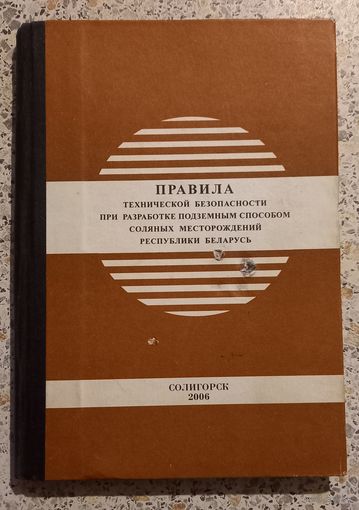 ПРАВИЛА
ТЕХНИЧЕСКОЙ БЕЗОПАСНОСТИ
ПРИ РАЗРАБОТКЕ ПОДЗЕМНЫМ СПОСОБОМ
СОЛЯНЫХ МЕСТОРОЖДЕНИЙ
РЕСПУБЛИКИ БЕЛАРУСЬ
СОЛИГОРСК
2006